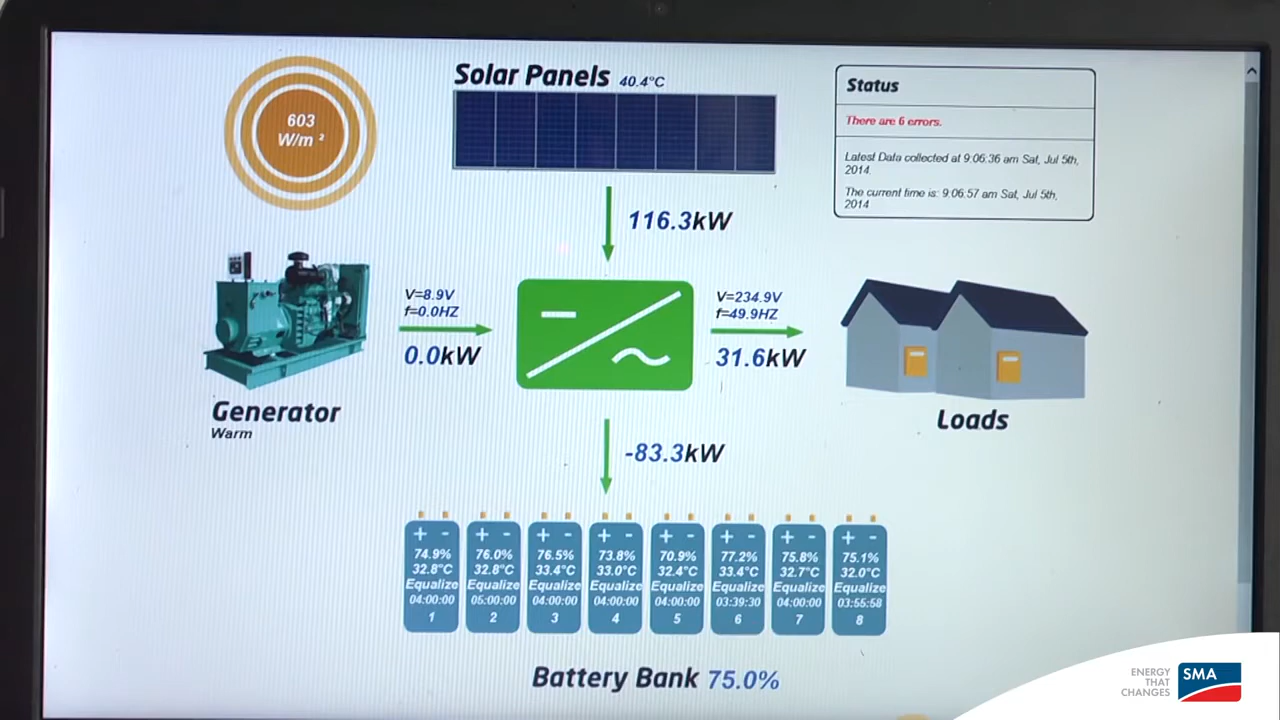 603
W/m ²
Solar Panels 40.4°C
Status
There are 6 errors.
Latest Data collected at 9:06:36 am Sat, Jul 5th,
2014.
The current time is: 9:06:57 am Sat, Jul 5th,
2014
116.3kW
V=8.9V
f=0.0HZ
0.0kW
V=234.9V
f=49.9HZ
31.6kW
Generator
Warm
Loads
-83.3kW
+ -
74.9%
32.8°C
Equalize
04:00:00
1
+ -
76.0%
32.8°C
Equalize
05:00:00
2
+ -
76.5%
33.4°C
Equalize
04:00:00
3
+ -
73.8%
33.0°C
Equalize
04:00:00
4
+ -
70.9%
32.4°C
Equalize
04:00:00
5
+ -
77.2%
33.4°C
Equalize
03:39:30
6
+ -
75.8%
32.7°C
Equalize
04:00:00
7
+ -
75.1%
32.0°C
Equalize
03:55:58
8
Battery Bank 75.0%
ENERGY
THAT
CHANGES
SMA